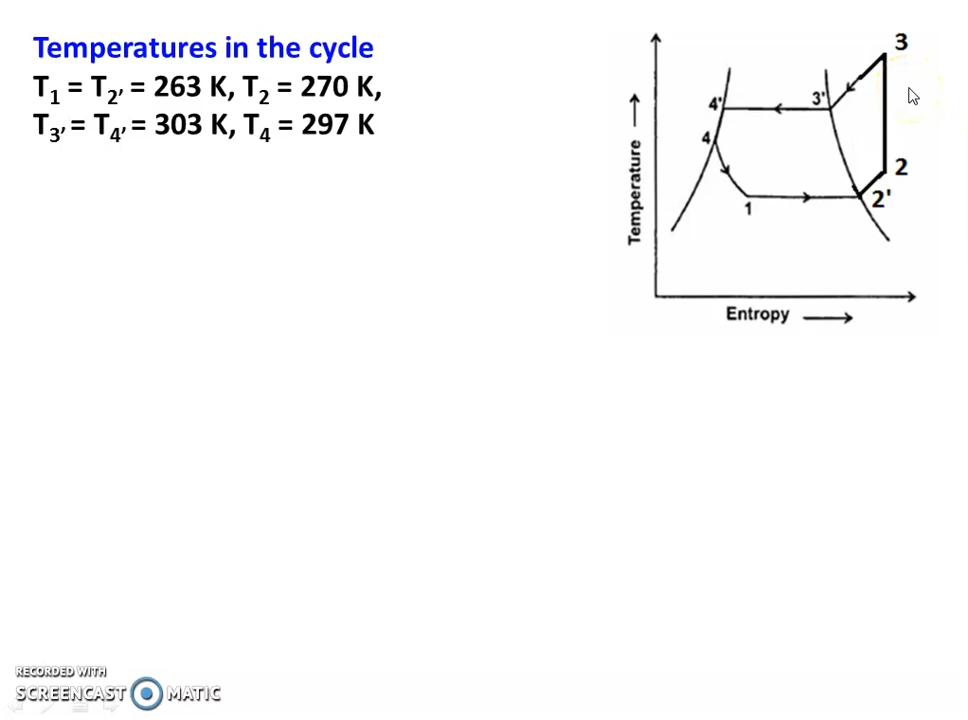 Temperatures in the cycle
T₁ = T₂′ = 263 K, T₂ = 270 K,
T₃′ = T₄′ = 303 K, T₄ = 297 K
3
4'
3'
4
2
2'
1
Temperature
Entropy
RECORDED WITH
SCREENCAST MATIC